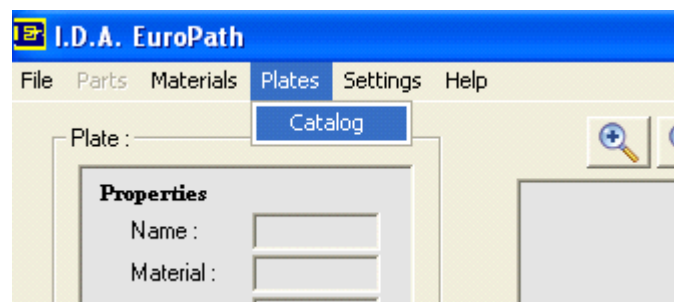 I.D.A. EuroPath
File Parts Materials Plates Settings Help
Catalog
Plate :
Properties
Name :
Material :